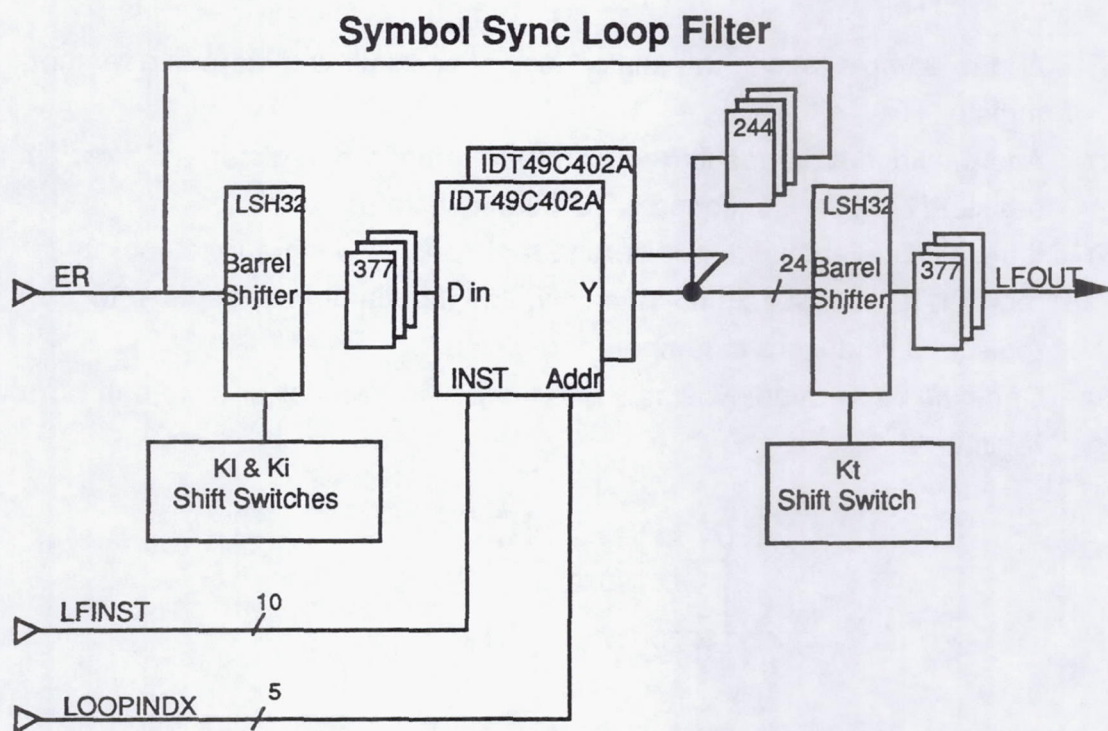 Symbol Sync Loop Filter
244
IDT49C402A
IDT49C402A
LSH32
Barrel
Shjfter
377
ER
D in
Y
INST
Addr
24
LSH32
Barrel
Shjfter
377
LFOUT
Kl & Ki
Shift Switches
Kt
Shift Switch
LFINST
10
LOOPINDX
5